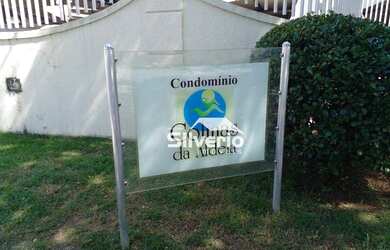 Condomínio
Colinas
Silverio
da Aldeia